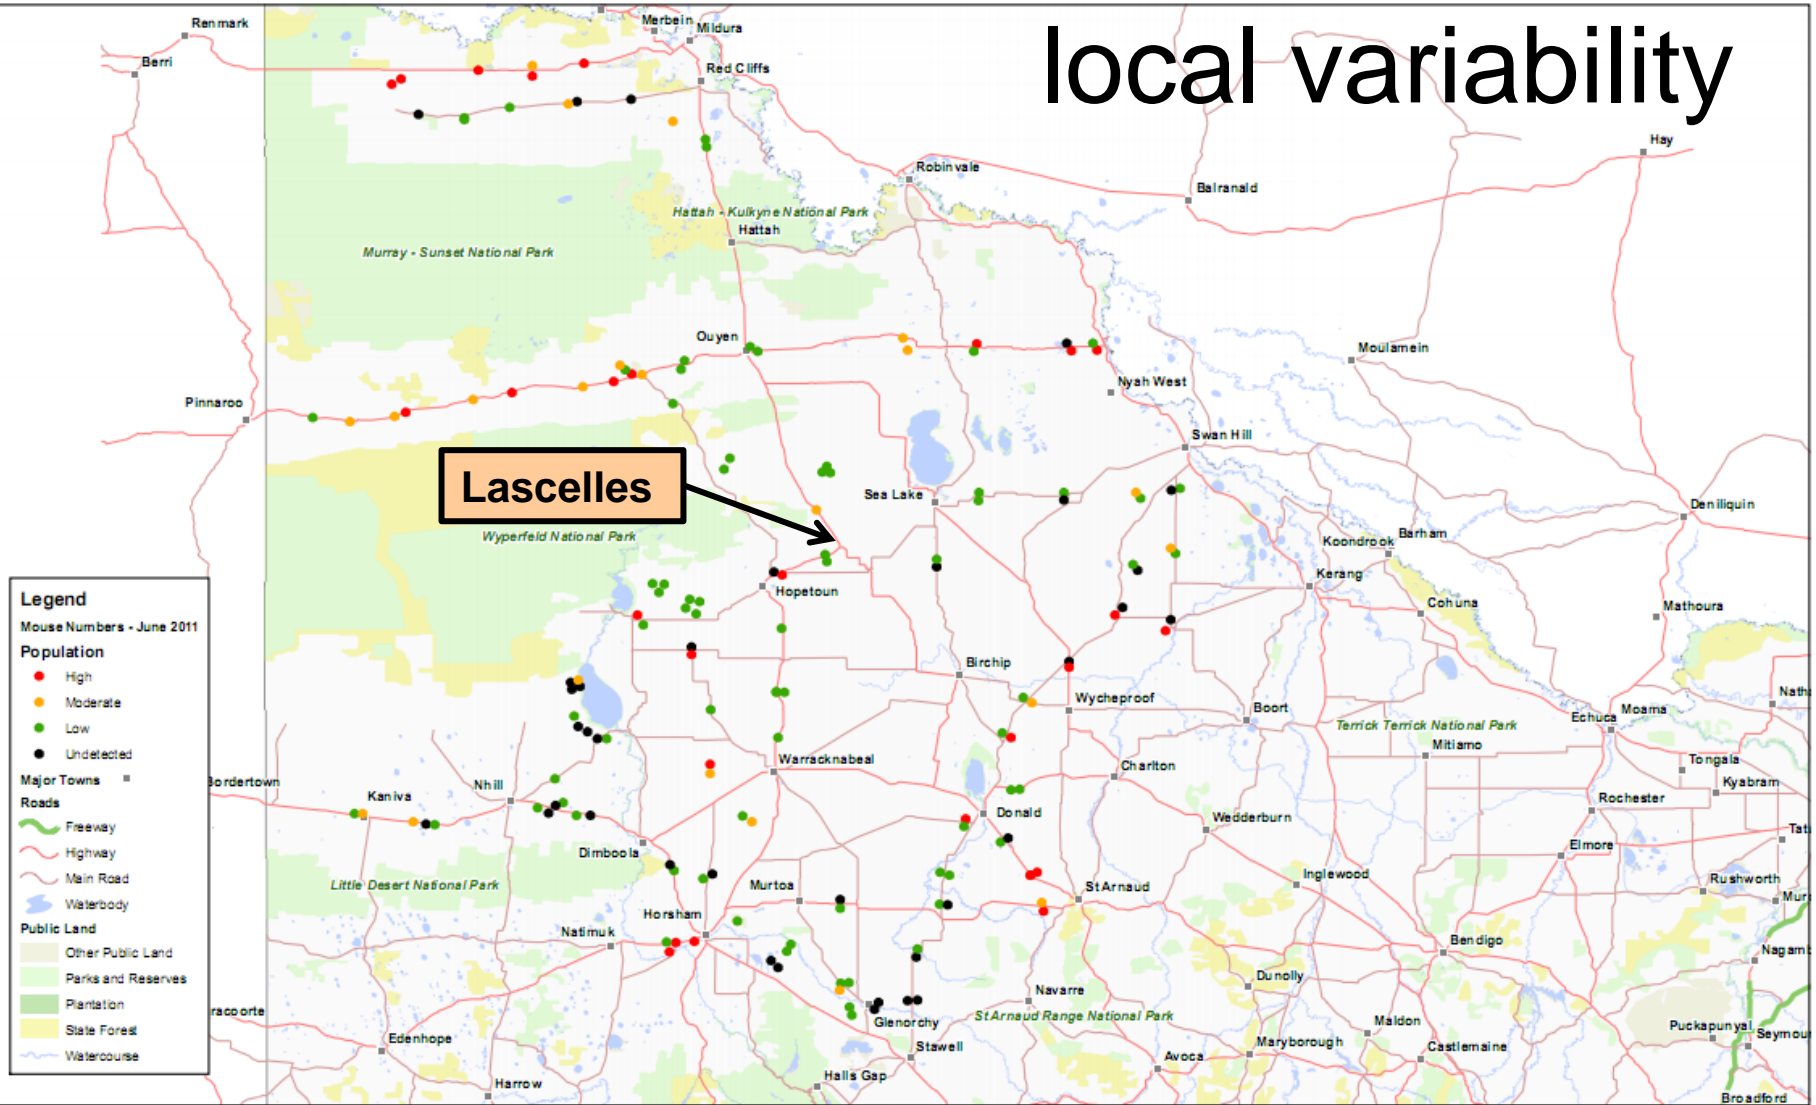 local variability
Renmark
Merbein
Mildura
Berri
Red Cliffs
Hay
Robinvale
Balranald
Hattah - Kulkyne National Park
Hattah
Murray - Sunset National Park
Ouyen
Moulamein
Nyah West
Pinnaroo
Swan Hill
Lascelles
Sea Lake
Deniliquin
Wyperfeld National Park
Barham
Koondrook
Kerang
Hopetoun
Cohuna
Mathoura
Birchip
Wycheproof
Boort
Nath
Moama
Echuca
Terrick Terrick National Park
Mitiamo
Warracknabeal
Charlton
Tongala
Bordertown
Nhill
Kyabram
Kaniva
Rochester
Donald
Wedderburn
Tatu
Elmore
Dimboola
Little Desert National Park
Murtoa
St Arnaud
Inglewood
Rushworth
Murc
Horsham
Natimuk
Bendigo
Nagamb
Dunolly
Navarre
racoorte
Glenorchy
St Arnaud Range National Park
Maldon
Puckapunyal
Seymour
Edenhope
Stawell
Maryborough
Castlemaine
Avoca
Halls Gap
Harrow
Broadford
Legend
Mouse Numbers - June 2011
Population
High
Moderate
Low
Undetected
Major Towns
Roads
Freeway
Highway
Main Road
Waterbody
Public Land
Other Public Land
Parks and Reserves
Plantation
State Forest
Watercourse